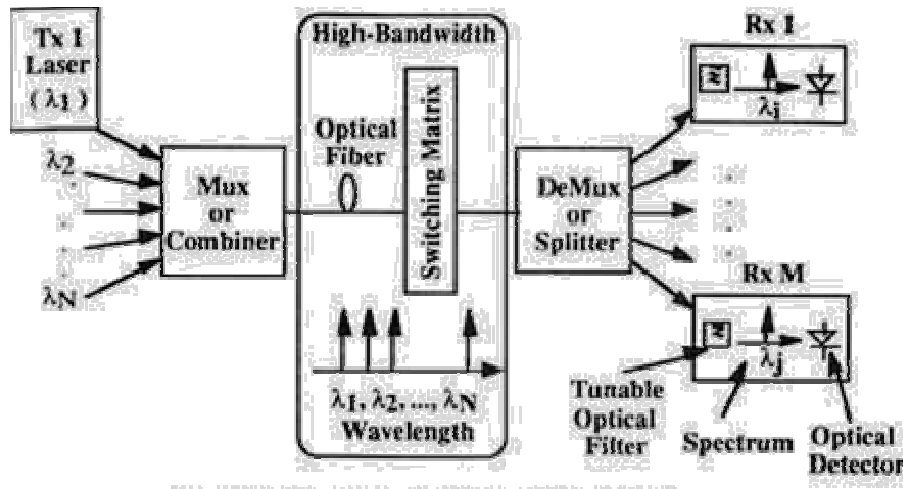 Tx 1
Laser
(λ1)
λ2
λN
Mux
or
Combiner
High-Bandwidth
Optical
Fiber
Switching Matrix
λ1, λ2, ..., λN
Wavelength
DeMux
or
Splitter
Rx 1
λi
Rx M
λj
Tunable
Optical
Filter
Spectrum
Optical
Detector